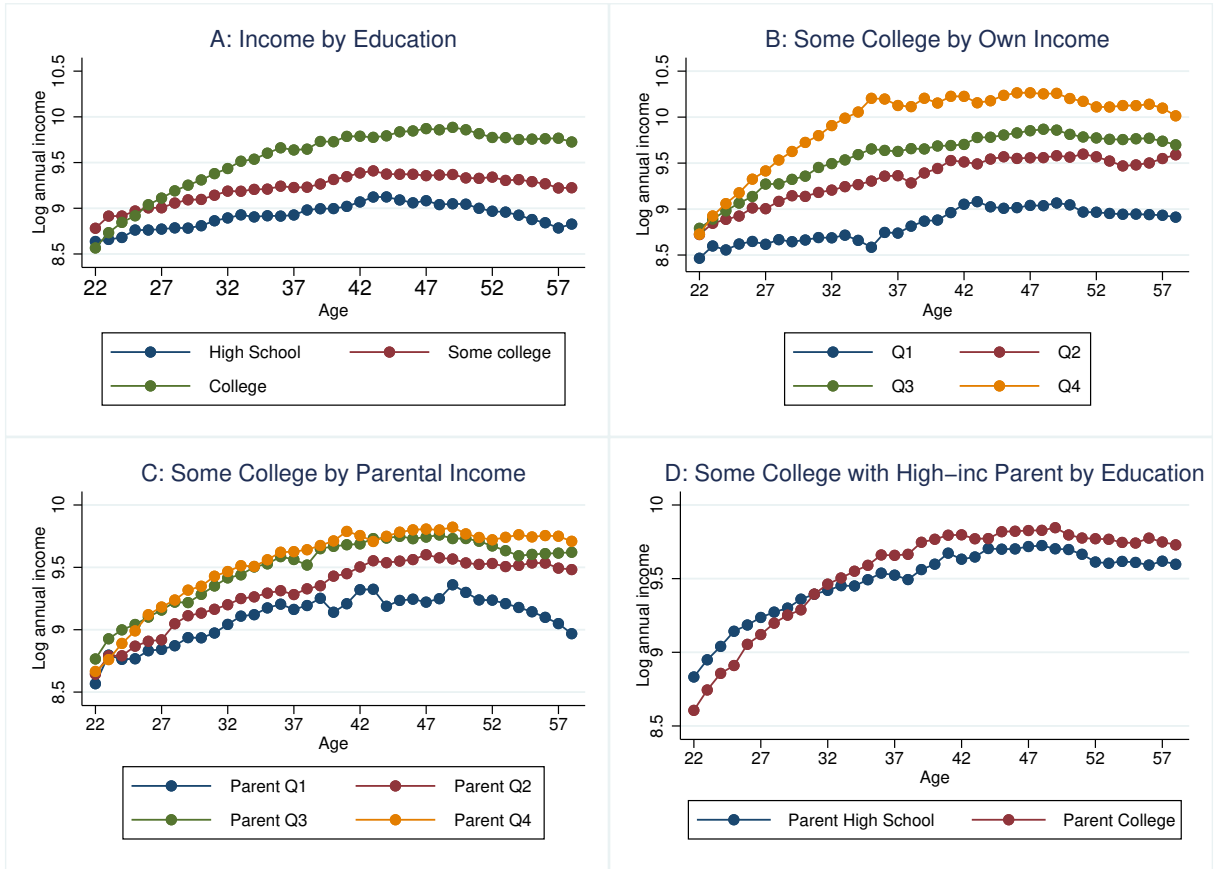 A: Income by Education
Log annual income
10.5
10
9.5
9
8.5
22 27 32 37 42 47 52 57
Age
High School Some college
College
B: Some College by Own Income
Log annual income
10.5
10
9.5
9
8.5
22 27 32 37 42 47 52 57
Age
Q1 Q2
Q3 Q4
C: Some College by Parental Income
Log annual income
10
9.5
9
8.5
22 27 32 37 42 47 52 57
Age
Parent Q1 Parent Q2
Parent Q3 Parent Q4
D: Some College with High−inc Parent by Education
Log annual income
10
9.5
9
8.5
22 27 32 37 42 47 52 57
Age
Parent High School Parent College